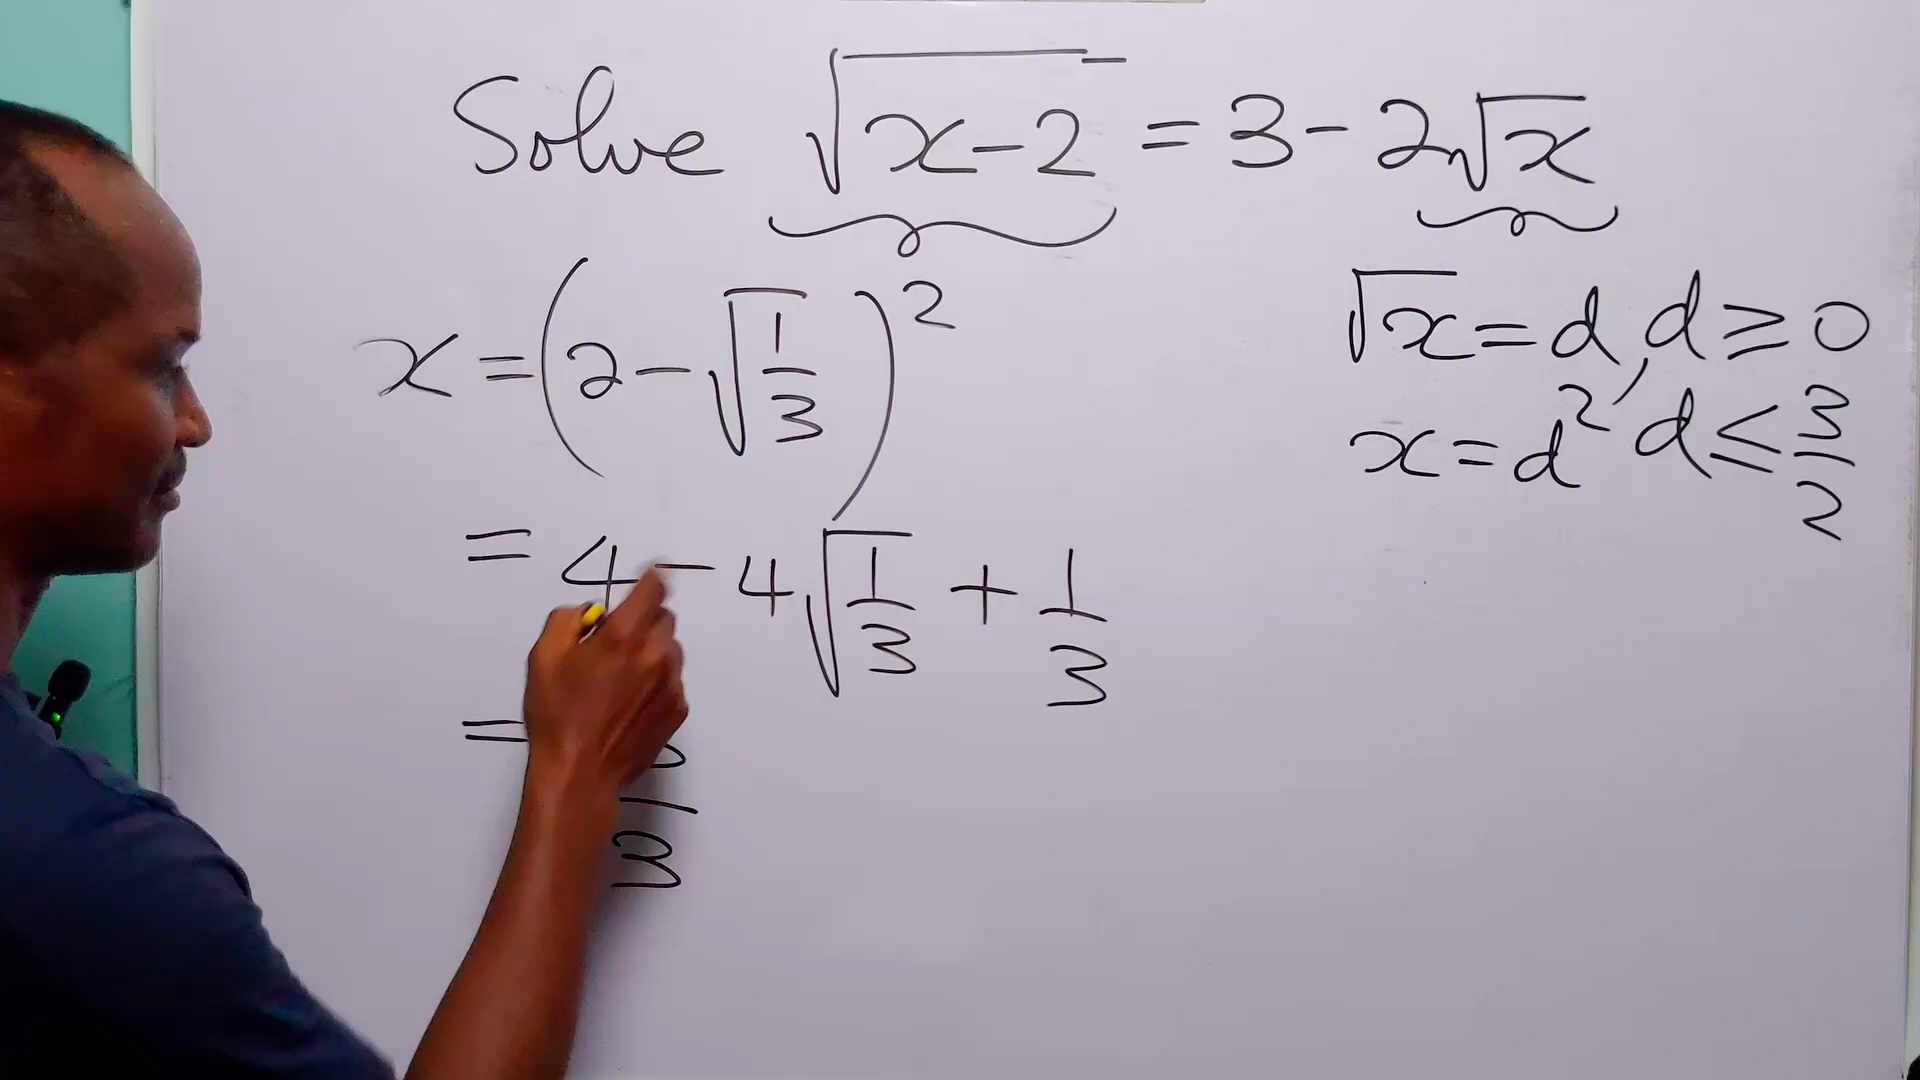 Solve √(x-2) = 3-2√x
x = (2-√(1/3))²
= 4-4√(1/3) + 1/3
= 3
√x = d, d ≥ 0
x = d², d ≤ 3/2